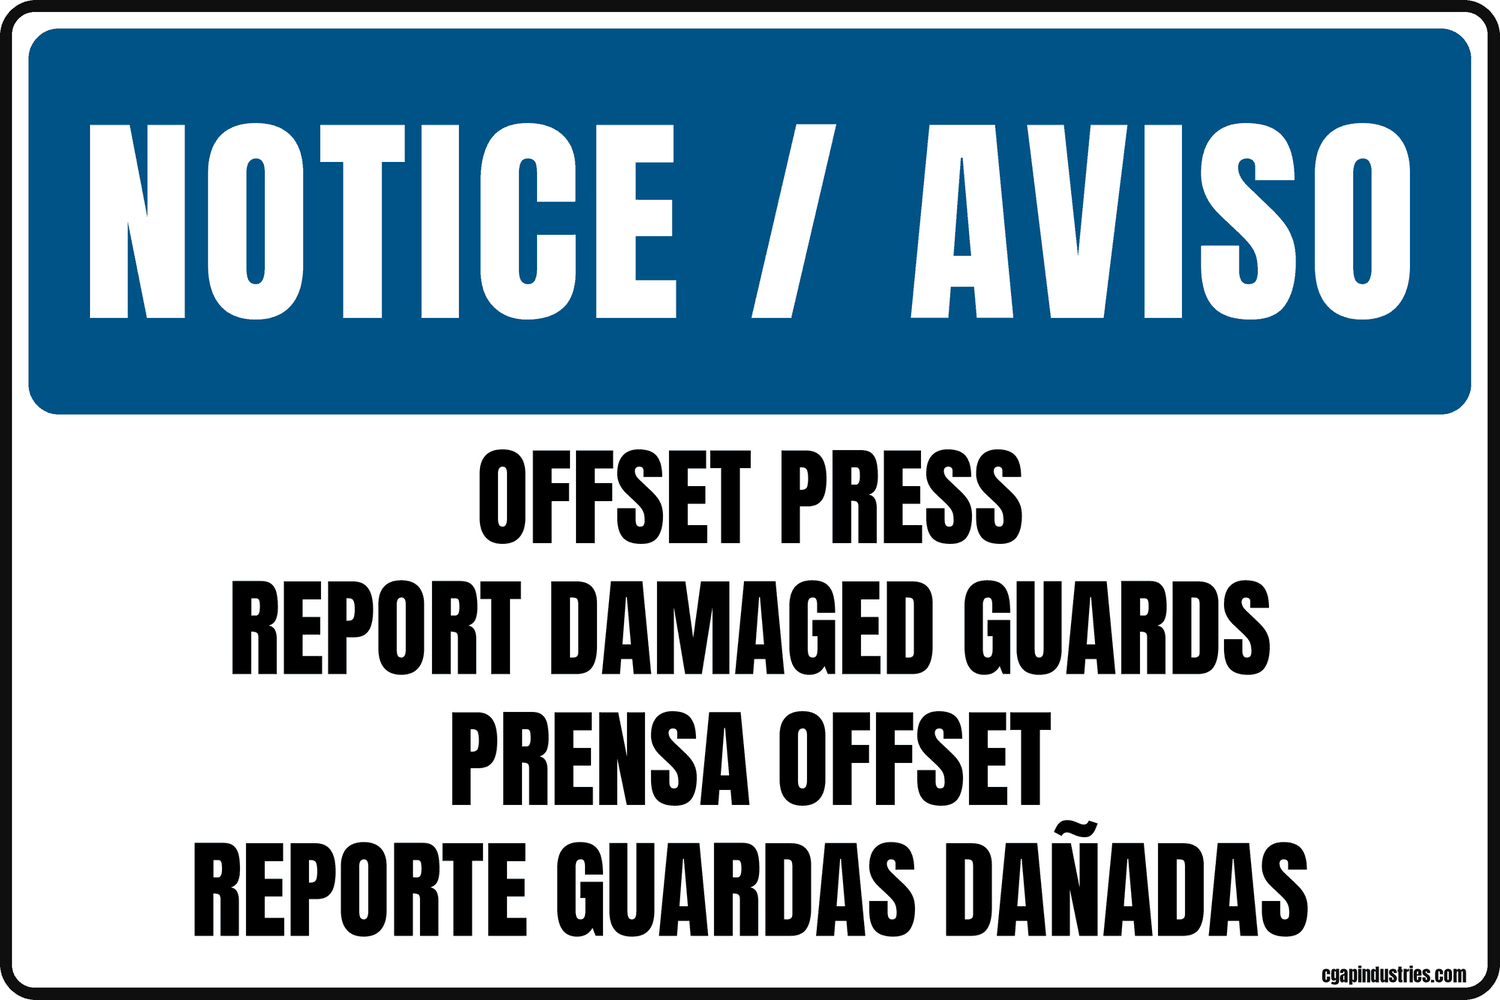 NOTICE / AVISO
OFFSET PRESS
REPORT DAMAGED GUARDS
PRENSA OFFSET
REPORTE GUARDAS DAÑADAS
cgapindustries.com